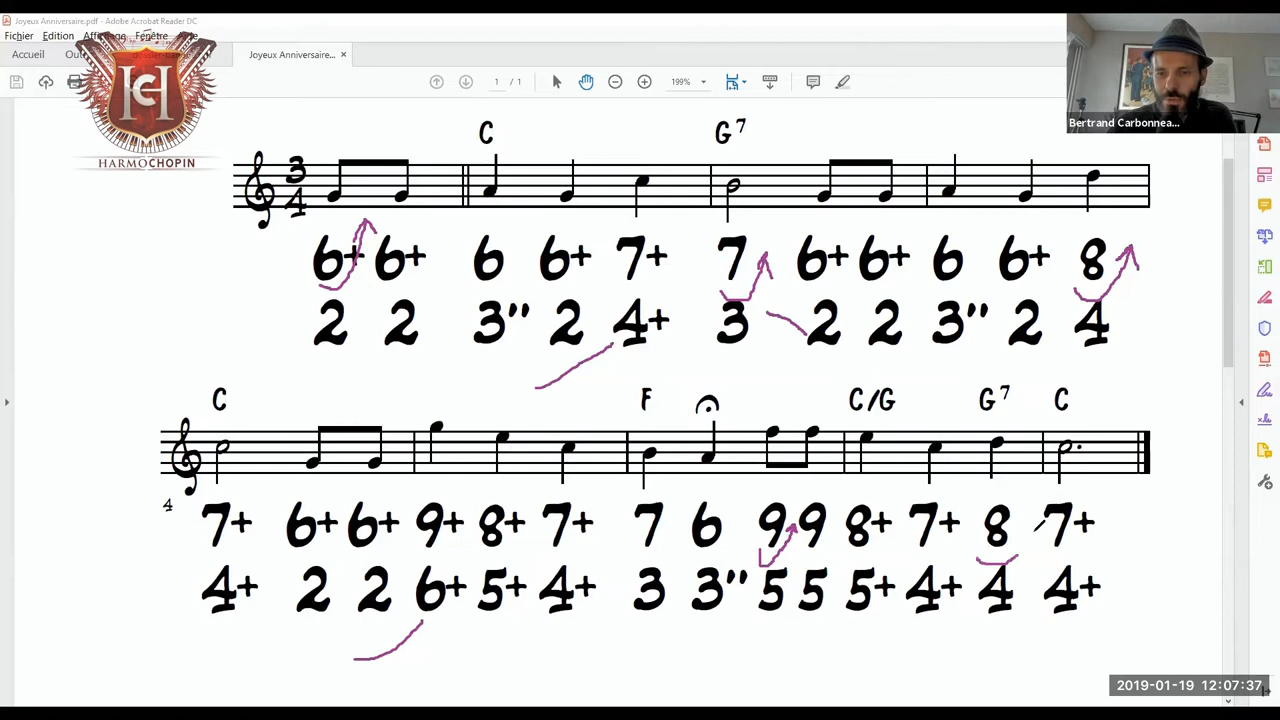 Joyeux Anniversaire.pdf - Adobe Acrobat Reader DC
Fichier Edition Affichage Fenêtre
Accueil Joyeux Anniversaire... ×
1 / 1 199%
Bertrand Carbonnea...
HC
HARMOCHOPIN
C G7
3
4
6+ 6+ 6 6+ 7+ 7 6+ 6+ 6 6+ 8
2 2 3" 2 4+ 3 2 2 3" 2 4
C F C/G G7 C
4
7+ 6+ 6+ 9+ 8+ 7+ 7 6 9 9 8+ 7+ 8 7+
4+ 2 2 6+ 5+ 4+ 3 3" 5 5 5+ 4+ 4 4+
2019-01-19 12:07:37